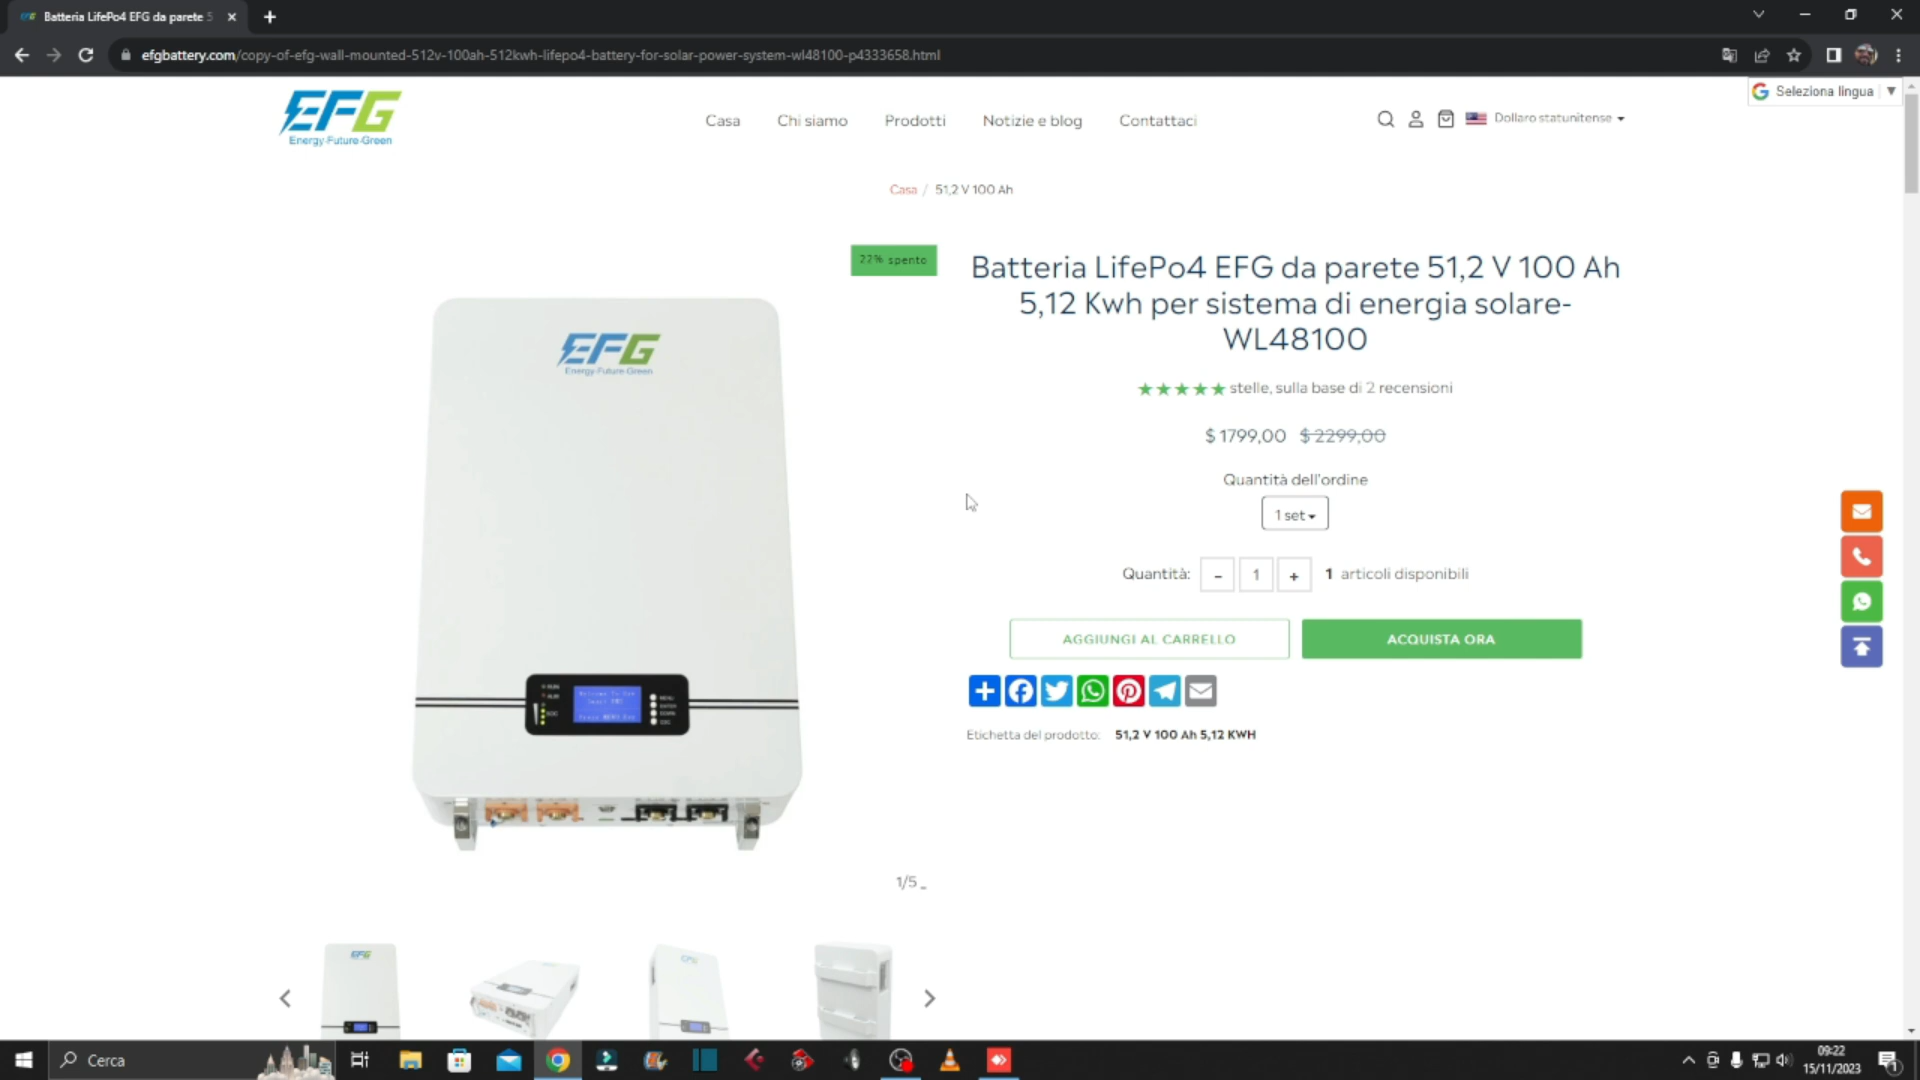 Batteria LifePo4 EFG da parete 5
efgbattery.com/copy-of-efg-wall-mounted-512v-100ah-512kwh-lifepo4-battery-for-solar-power-system-wl48100-p4333658.html
Seleziona lingua
EFG
Energy·Future·Green
Casa
Chi siamo
Prodotti
Notizie e blog
Contattaci
Dollaro statunitense
Casa / 51,2 V 100 Ah
22% spento
Batteria LifePo4 EFG da parete 51,2 V 100 Ah
5,12 Kwh per sistema di energia solare-
WL48100
stelle, sulla base di 2 recensioni
$ 1799,00 $ 2299,00
Quantità dell'ordine
1 set
Quantità: - 1 + 1 articoli disponibili
AGGIUNGI AL CARRELLO
ACQUISTA ORA
Etichetta del prodotto: 51,2 V 100 Ah 5,12 KWH
EFG
Energy·Future·Green
1/5
EFG
EFG
Cerca
09:22
15/11/2023
1